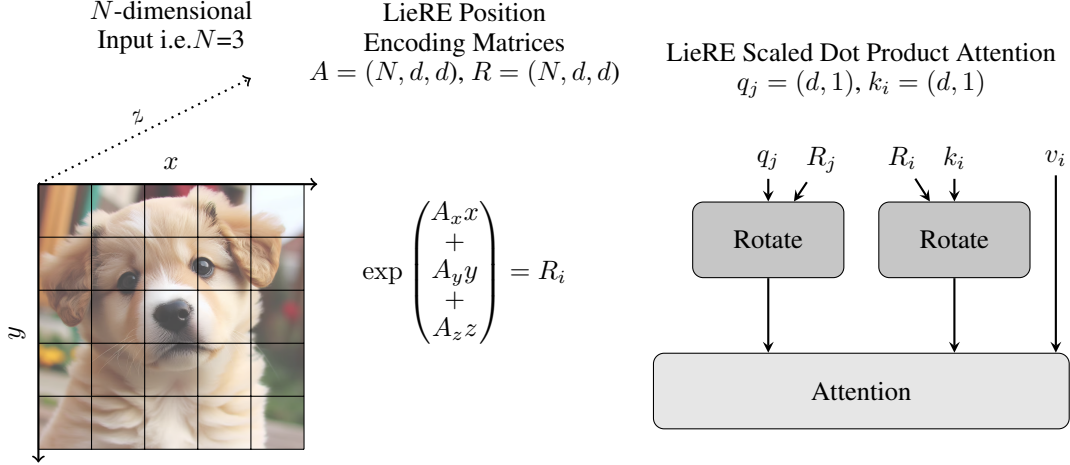 N-dimensional
Input i.e.N=3
z
x
y
LieRE Position
Encoding Matrices
A = (N, d, d), R = (N, d, d)
exp
A_x x
+
A_y y
+
A_z z
= R_i
LieRE Scaled Dot Product Attention
q_j = (d, 1), k_i = (d, 1)
q_j R_j R_i k_i v_i
Rotate Rotate
Attention